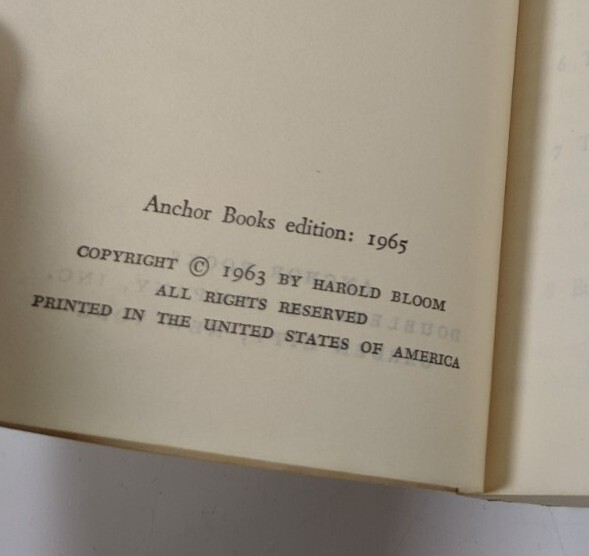 Anchor Books edition: 1965
COPYRIGHT © 1963 BY HAROLD BLOOM
ALL RIGHTS RESERVED
PRINTED IN THE UNITED STATES OF AMERICA